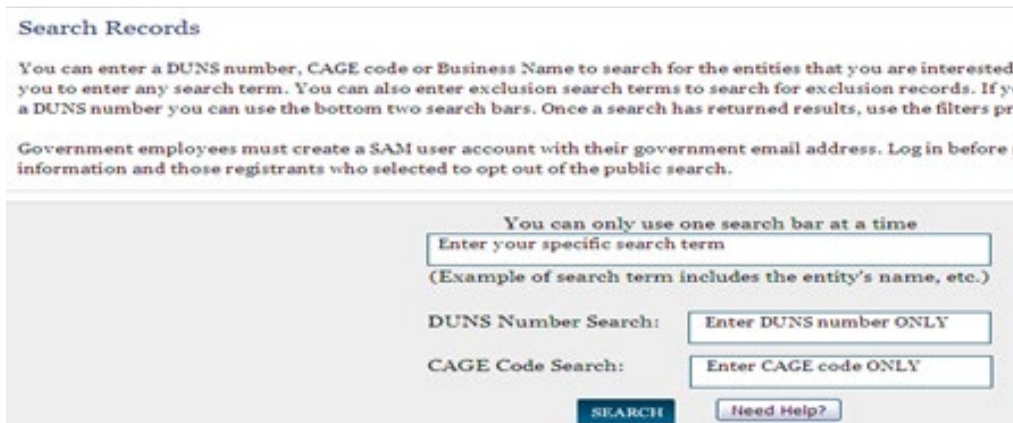 Search Records
You can enter a DUNS number, CAGE code or Business Name to search for the entities that you are interested
you to enter any search term. You can also enter exclusion search terms to search for exclusion records. If
a DUNS number you can use the bottom two search bars. Once a search has returned results, use the filters
Government employees must create a SAM user account with their government email address. Log in before
information and those registrants who selected to opt out of the public search.
You can only use one search bar at a time
Enter your specific search term
(Example of search term includes the entity's name, etc.)
DUNS Number Search: Enter DUNS number ONLY
CAGE Code Search: Enter CAGE code ONLY
SEARCH Need Help?